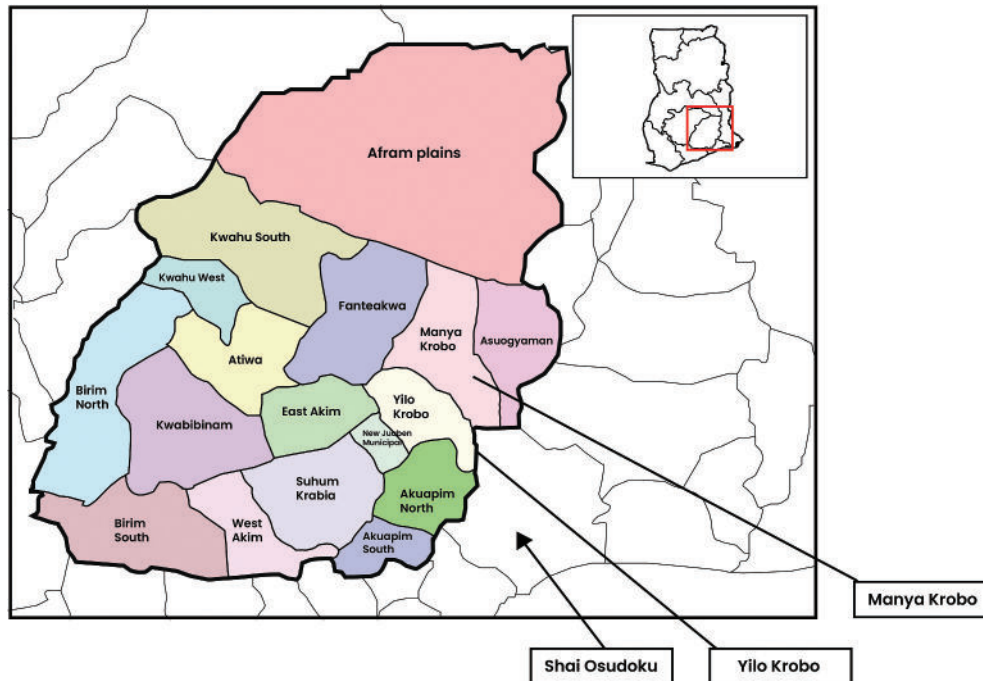 Afram plains
Kwahu South
Kwahu West
Fanteakwa
Manya
Krobo
Asuogyaman
Atiwa
Birim
North
Kwabibinam
East Akim
Yilo
Krobo
New Juaben
Municipal
Suhum
Krabia
Akuapim
North
Birim
South
West
Akim
Akuapim
South
Manya Krobo
Shai Osudoku
Yilo Krobo